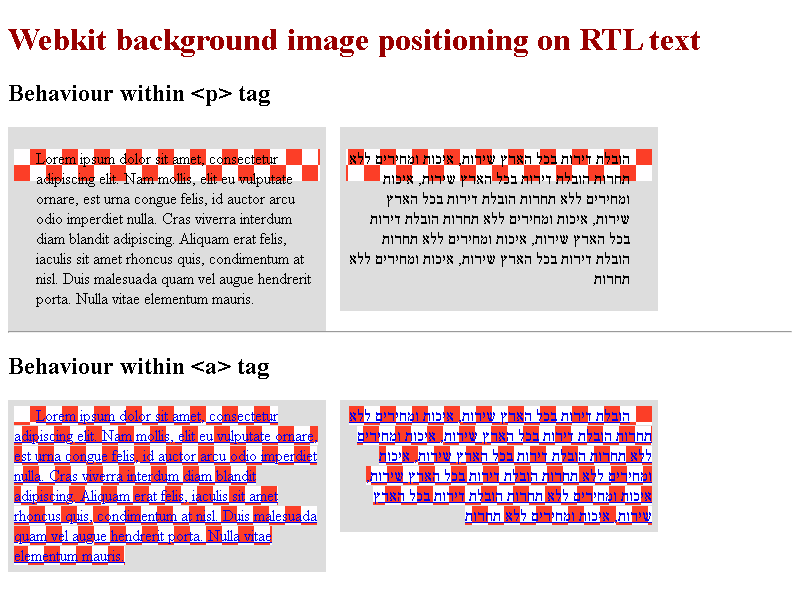 Webkit background image positioning on RTL text
Behaviour within <p> tag
Lorem ipsum dolor sit amet, consectetur
adipiscing elit. Nam mollis, elit eu vulputate
ornare, est urna congue felis, id auctor arcu
odio imperdiet nulla. Cras viverra interdum
diam blandit adipiscing. Aliquam erat felis,
iaculis sit amet rhoncus quis, condimentum at
nisl. Duis malesuada quam vel augue hendrerit
porta. Nulla vitae elementum mauris.
הובלת דירות בכל הארץ שירות, איכות ומחירים ללא
תחרות הובלת דירות בכל הארץ שירות, איכות
ומחירים ללא תחרות הובלת דירות בכל הארץ
שירות, איכות ומחירים ללא תחרות הובלת דירות
בכל הארץ שירות, איכות ומחירים ללא תחרות
הובלת דירות בכל הארץ שירות, איכות ומחירים ללא
תחרות
Behaviour within <a> tag
Lorem ipsum dolor sit amet, consectetur
adipiscing elit. Nam mollis, elit eu vulputate ornare,
est urna congue felis, id auctor arcu odio imperdiet
nulla. Cras viverra interdum diam blandit
adipiscing. Aliquam erat felis, iaculis sit amet
rhoncus quis, condimentum at nisl. Duis malesuada
quam vel augue hendrerit porta. Nulla vitae
elementum mauris.
הובלת דירות בכל הארץ שירות, איכות ומחירים ללא
תחרות הובלת דירות בכל הארץ שירות, איכות ומחירים
ללא תחרות הובלת דירות בכל הארץ שירות, איכות
ומחירים ללא תחרות הובלת דירות בכל הארץ שירות,
איכות ומחירים ללא תחרות הובלת דירות בכל הארץ
שירות, איכות ומחירים ללא תחרות